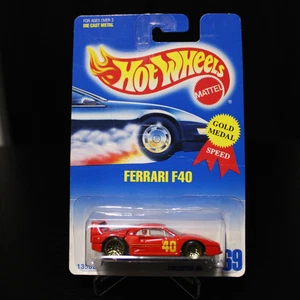 FOR AGES OVER 3
DIE CAST METAL
Hot Wheels
MATTEL
GOLD
MEDAL
SPEED
FERRARI F40
40
69